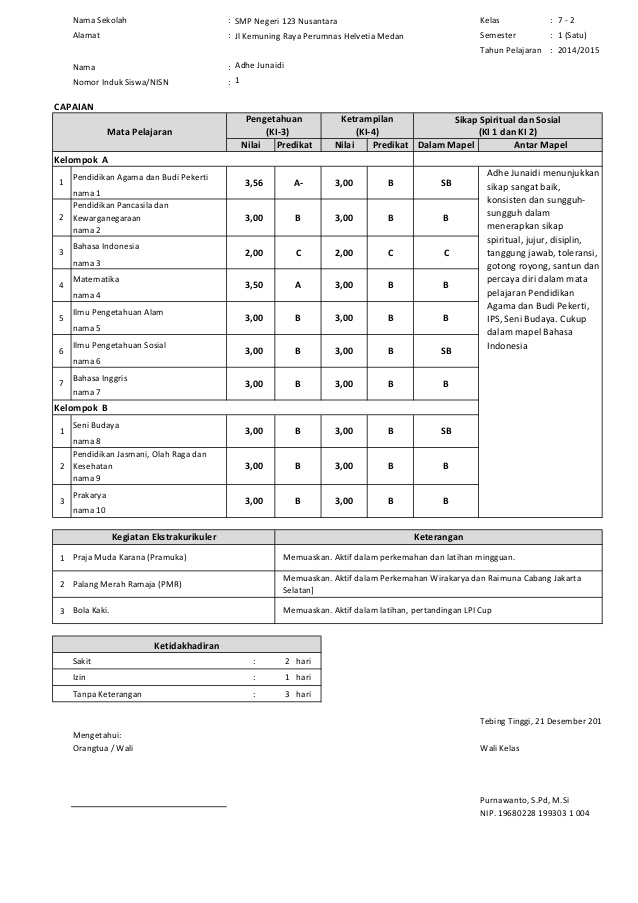 Nama Sekolah : SMP Negeri 123 Nusantara Kelas : 7 - 2
Alamat : Jl Kemuning Raya Perumnas Helvetia Medan Semester : 1 (Satu)
Tahun Pelajaran : 2014/2015
Nama : Adhe Junaidi
Nomor Induk Siswa/NISN : 1
CAPAIAN
Mata Pelajaran Pengetahuan (KI-3) Ketrampilan (KI-4) Sikap Spiritual dan Sosial (KI 1 dan KI 2)
Nilai Predikat Nilai Predikat Dalam Mapel Antar Mapel
Kelompok A
1 Pendidikan Agama dan Budi Pekerti
nama 1 3,56 A- 3,00 B SB
2 Pendidikan Pancasila dan
Kewarganegaraan
nama 2 3,00 B 3,00 B B
3 Bahasa Indonesia
nama 3 2,00 C 2,00 C C
4 Matematika
nama 4 3,50 A 3,00 B B
5 Ilmu Pengetahuan Alam
nama 5 3,00 B 3,00 B B
6 Ilmu Pengetahuan Sosial
nama 6 3,00 B 3,00 B SB
7 Bahasa Inggris
nama 7 3,00 B 3,00 B B
Kelompok B
1 Seni Budaya
nama 8 3,00 B 3,00 B SB
2 Pendidikan Jasmani, Olah Raga dan
Kesehatan
nama 9 3,00 B 3,00 B B
3 Prakarya
nama 10 3,00 B 3,00 B B
Adhe Junaidi menunjukkan
sikap sangat baik,
konsisten dan sungguh-
sungguh dalam
menerapkan sikap
spiritual, jujur, disiplin,
tanggung jawab, toleransi,
gotong royong, santun dan
percaya diri dalam mata
pelajaran Pendidikan
Agama dan Budi Pekerti,
IPS, Seni Budaya. Cukup
dalam mapel Bahasa
Indonesia
Kegiatan Ekstrakurikuler Keterangan
1 Praja Muda Karana (Pramuka) Memuaskan. Aktif dalam perkemahan dan latihan mingguan.
2 Palang Merah Ramaja (PMR) Memuaskan. Aktif dalam Perkemahan Wirakarya dan Raimuna Cabang Jakarta
Selatan]
3 Bola Kaki. Memuaskan. Aktif dalam latihan, pertandingan LPI Cup
Ketidakhadiran
Sakit : 2 hari
Izin : 1 hari
Tanpa Keterangan : 3 hari
Tebing Tinggi, 21 Desember 201
Mengetahui:
Orangtua / Wali Wali Kelas
Purnawanto, S.Pd, M.Si
NIP. 19680228 199303 1 004